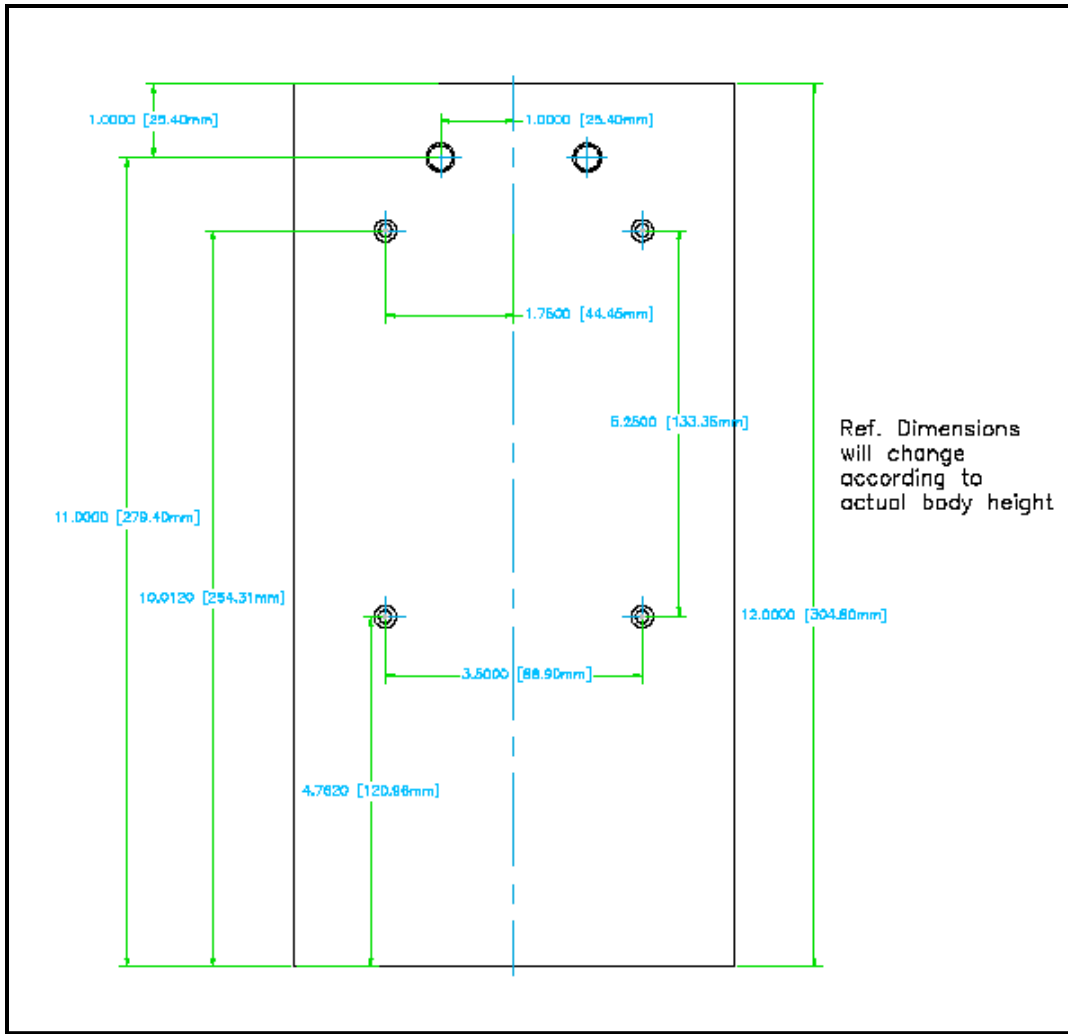 1.0000 [25.40mm]
1.0000 [25.40mm]
1.7500 [44.45mm]
5.2500 [133.35mm]
Ref. Dimensions
will change
according to
actual body height
11.0000 [279.40mm]
10.0120 [254.31mm]
12.0000 [304.80mm]
3.5000 [88.90mm]
4.7620 [120.96mm]